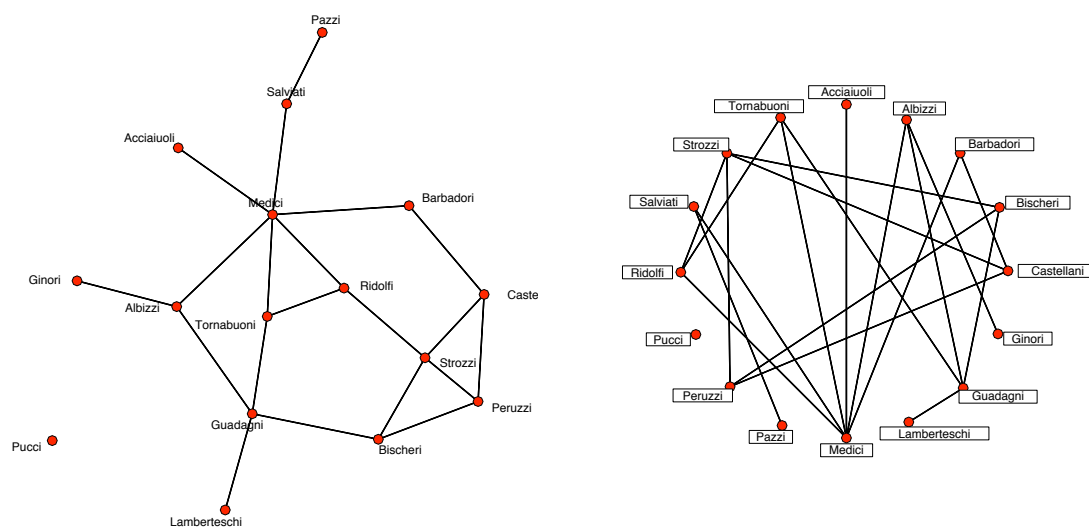 Pazzi
Salviati
Acciaiuoli
Medici
Barbadori
Ginori
Albizzi
Ridolfi
Caste
Tornabuoni
Strozzi
Peruzzi
Guadagni
Pucci
Bischeri
Lamberteschi
Acciaiuoli
Tornabuoni
Albizzi
Strozzi
Barbadori
Salviati
Bischeri
Ridolfi
Castellani
Pucci
Ginori
Peruzzi
Guadagni
Pazzi
Lamberteschi
Medici